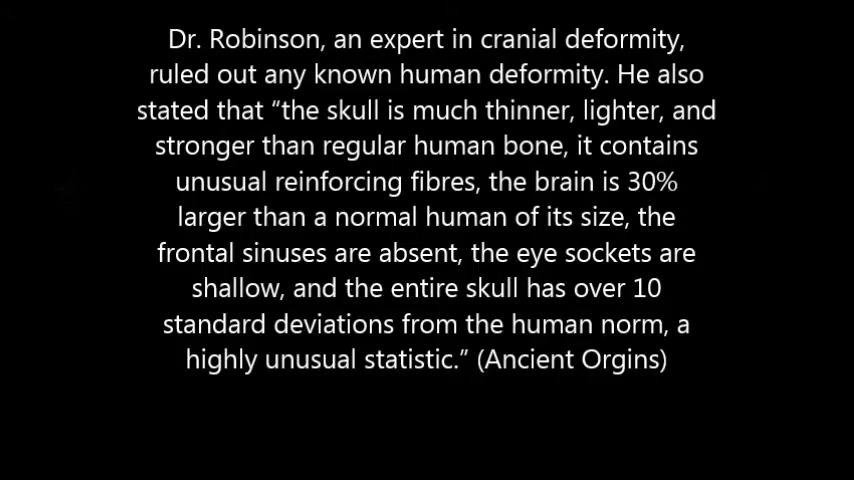 Dr. Robinson, an expert in cranial deformity,
ruled out any known human deformity. He also
stated that “the skull is much thinner, lighter, and
stronger than regular human bone, it contains
unusual reinforcing fibres, the brain is 30%
larger than a normal human of its size, the
frontal sinuses are absent, the eye sockets are
shallow, and the entire skull has over 10
standard deviations from the human norm, a
highly unusual statistic.” (Ancient Orgins)